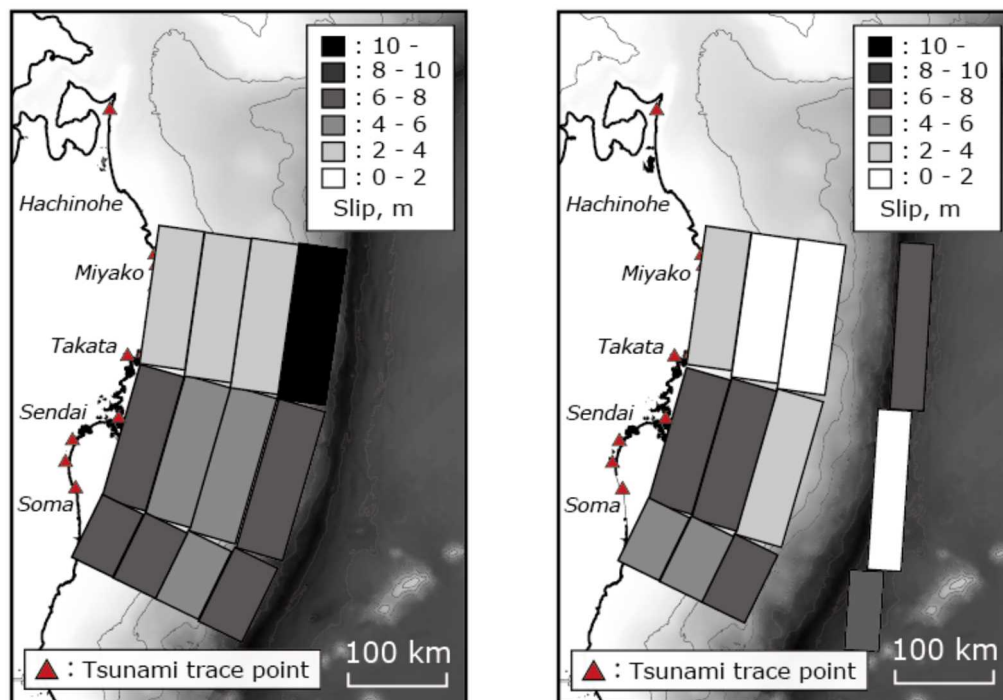 : 10 -
: 8 - 10
: 6 - 8
: 4 - 6
: 2 - 4
: 0 - 2
Slip, m
Hachinohe
Miyako
Takata
Sendai
Soma
100 km
: Tsunami trace point
: 10 -
: 8 - 10
: 6 - 8
: 4 - 6
: 2 - 4
: 0 - 2
Slip, m
Hachinohe
Miyako
Takata
Sendai
Soma
100 km
: Tsunami trace point